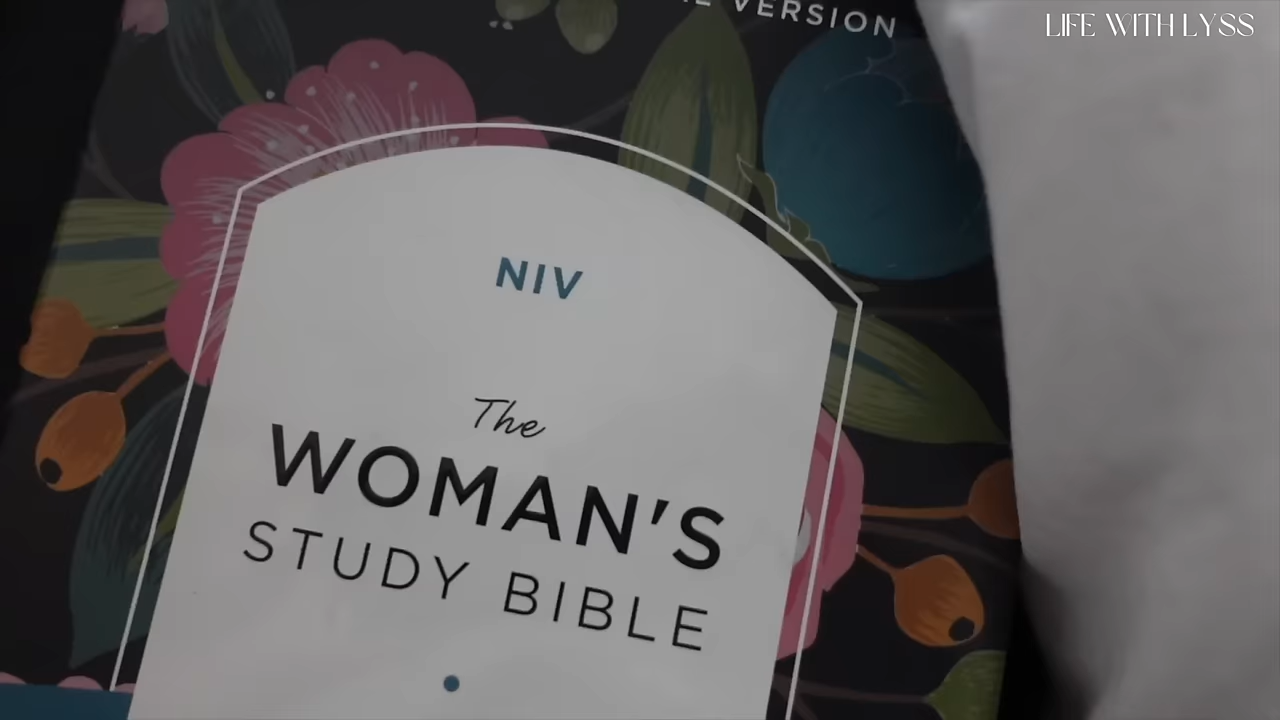 VERSION
LIFE WITH LYSS
NIV
The
WOMAN'S
STUDY BIBLE